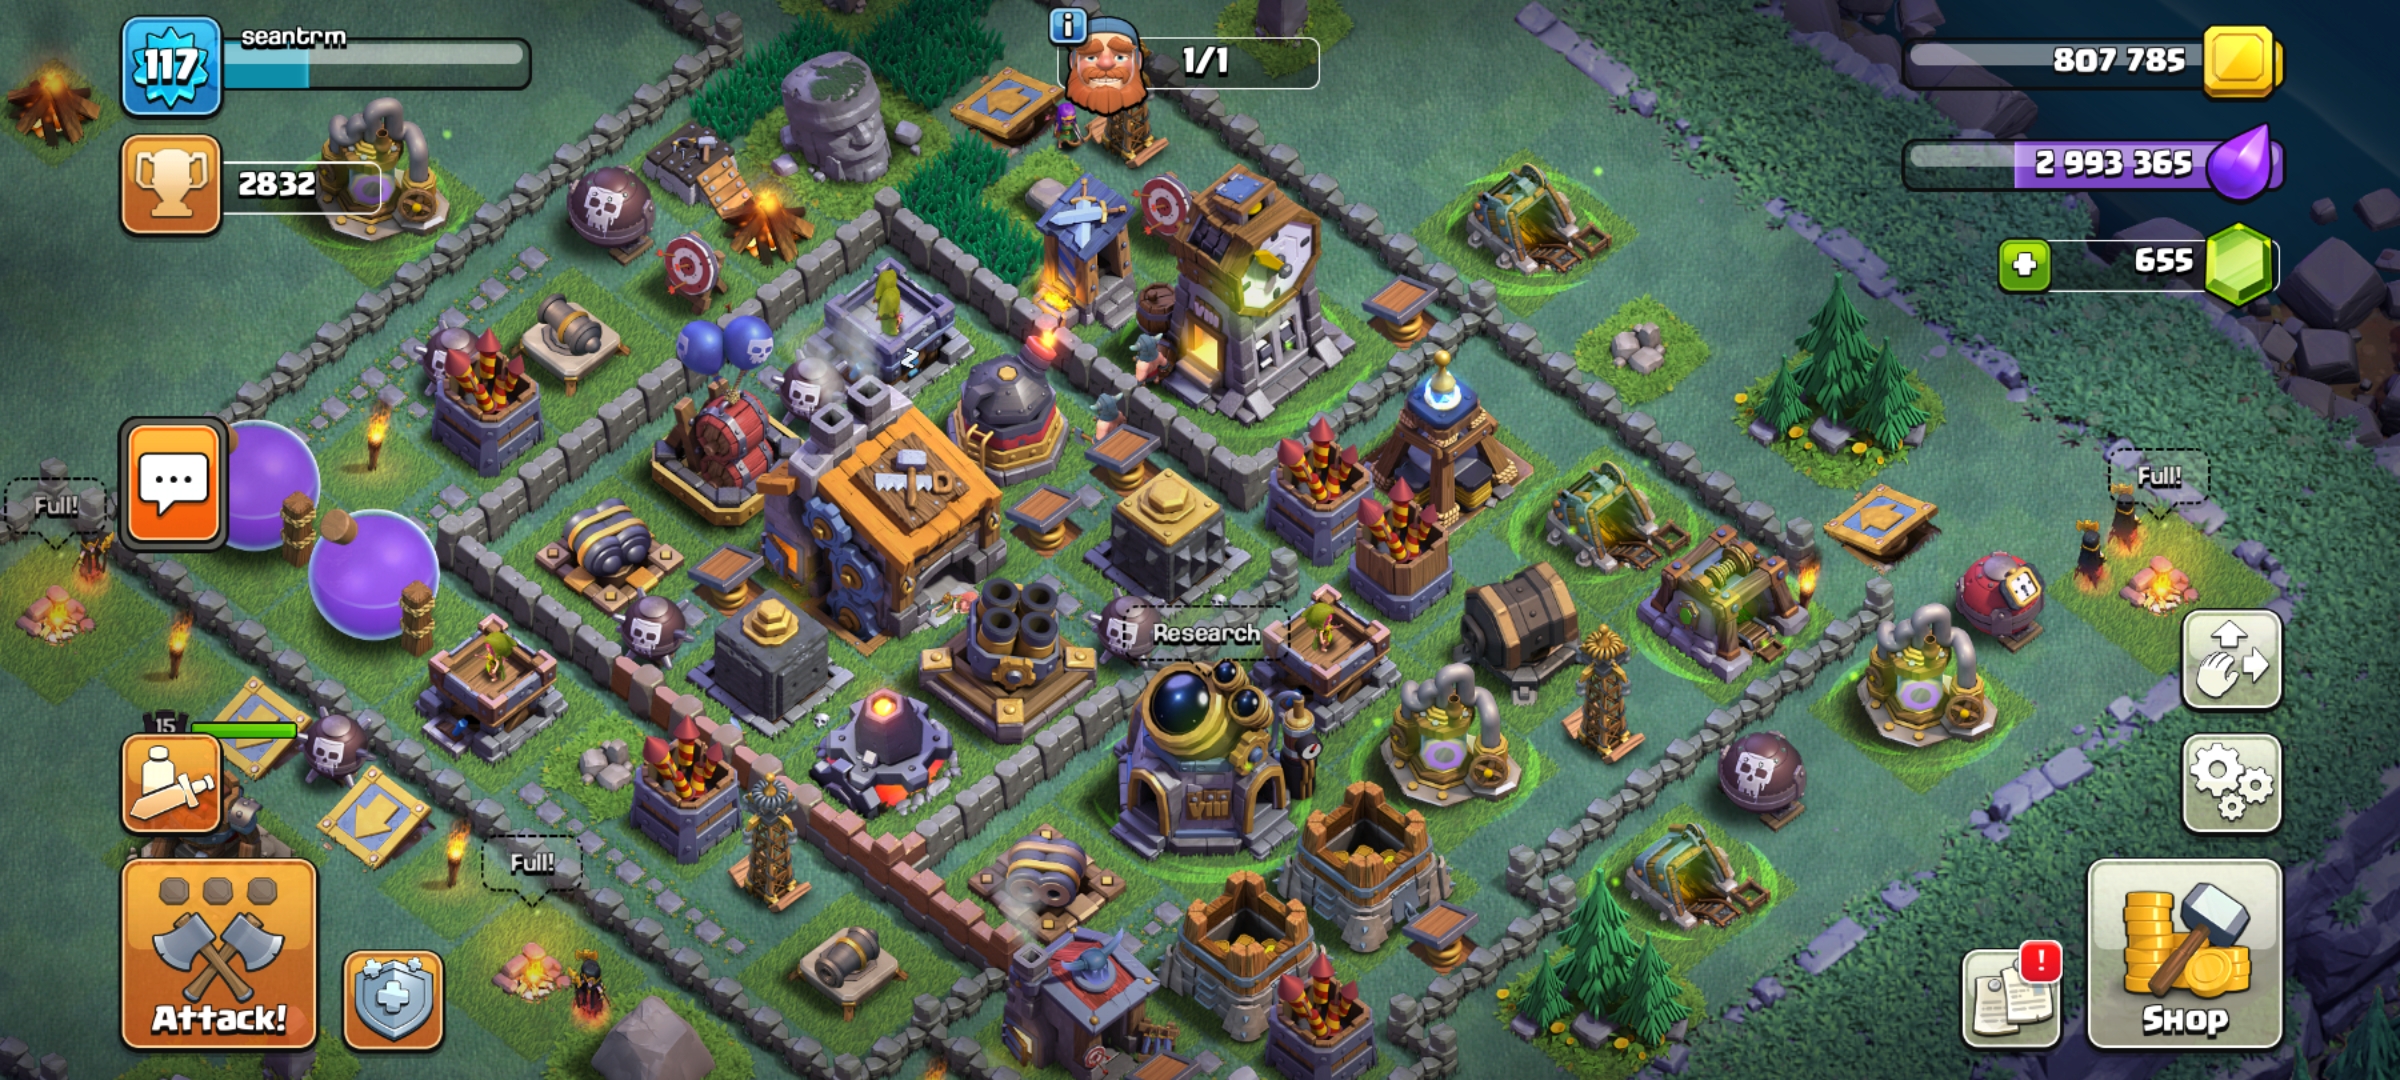 seantrm
117
1/1
807 785
2832
2 993 365
655
VIII
z
Full!
Full!
Research
15
VIII
Full!
Attack!
!
Shop